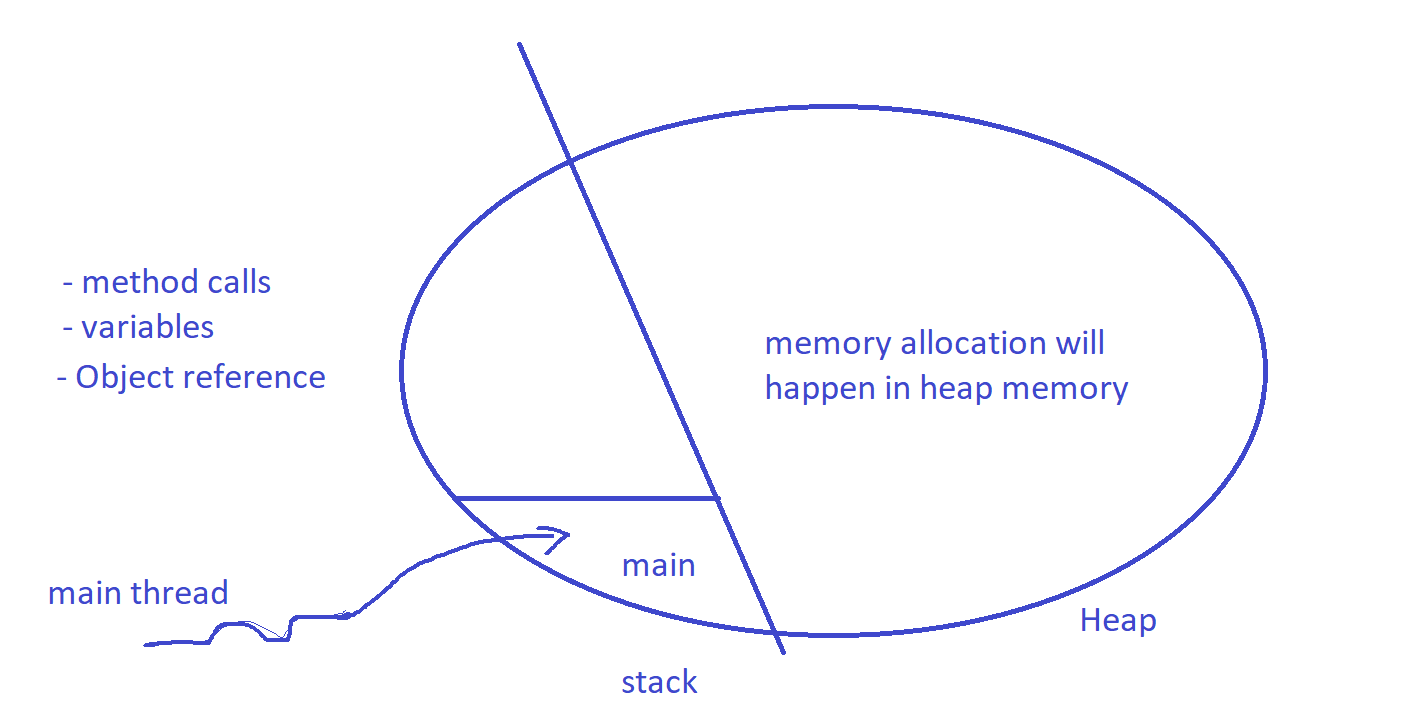 - method calls
- variables
- Object reference
memory allocation will
happen in heap memory
main thread
main
Heap
stack